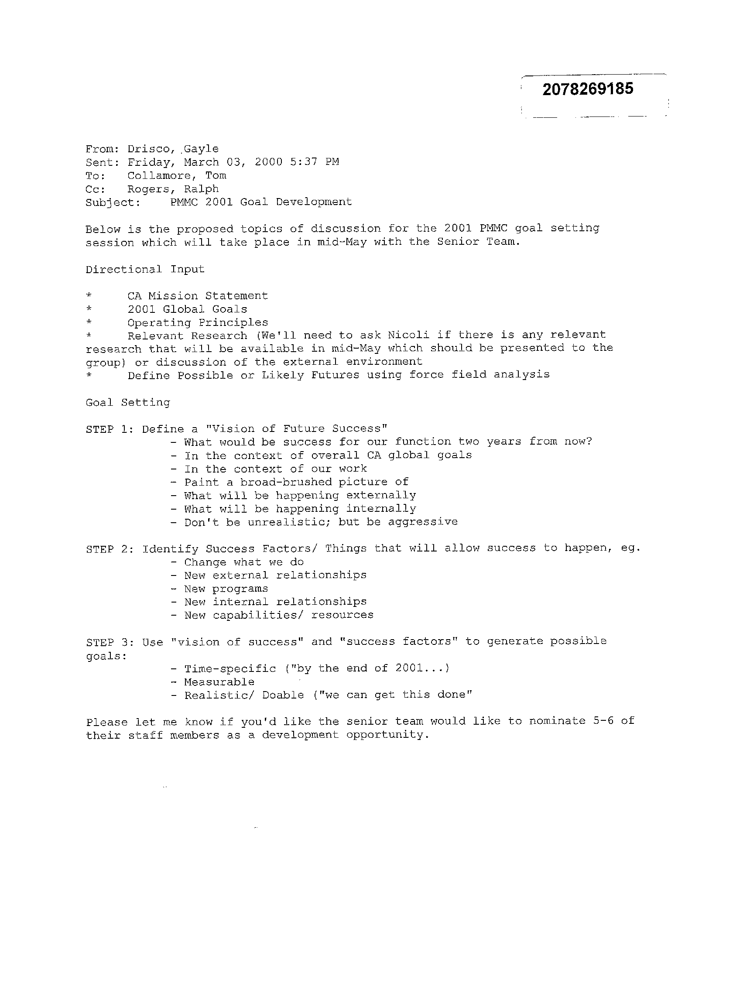 2078269185
From: Drisco, Gayle
Sent: Friday, March 03, 2000 5:37 PM
To: Collamore, Tom
Cc: Rogers, Ralph
Subject: PMMC 2001 Goal Development
Below is the proposed topics of discussion for the 2001 PMMC goal setting
session which will take place in mid-May with the Senior Team.
Directional Input
* CA Mission Statement
* 2001 Global Goals
* Operating Principles
* Relevant Research (We'll need to ask Nicoli if there is any relevant
research that will be available in mid-May which should be presented to the
group) or discussion of the external environment
* Define Possible or Likely Futures using force field analysis
Goal Setting
STEP 1: Define a "Vision of Future Success"
- What would be success for our function two years from now?
- In the context of overall CA global goals
- In the context of our work
- Paint a broad-brushed picture of
- What will be happening externally
- What will be happening internally
- Don't be unrealistic; but be aggressive
STEP 2: Identify Success Factors/ Things that will allow success to happen, eg.
- Change what we do
- New external relationships
- New programs
- New internal relationships
- New capabilities/ resources
STEP 3: Use "vision of success" and "success factors" to generate possible
goals:
- Time-specific ("by the end of 2001...)
- Measurable
- Realistic/ Doable ("we can get this done"
Please let me know if you'd like the senior team would like to nominate 5-6 of
their staff members as a development opportunity.